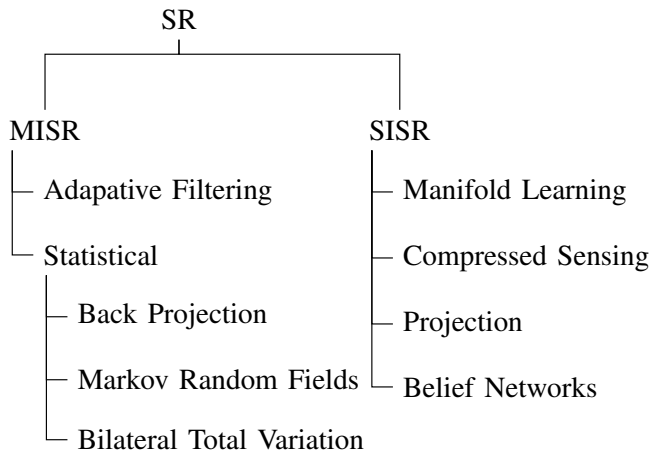 SR
MISR
Adapative Filtering
Statistical
Back Projection
Markov Random Fields
Bilateral Total Variation
SISR
Manifold Learning
Compressed Sensing
Projection
Belief Networks